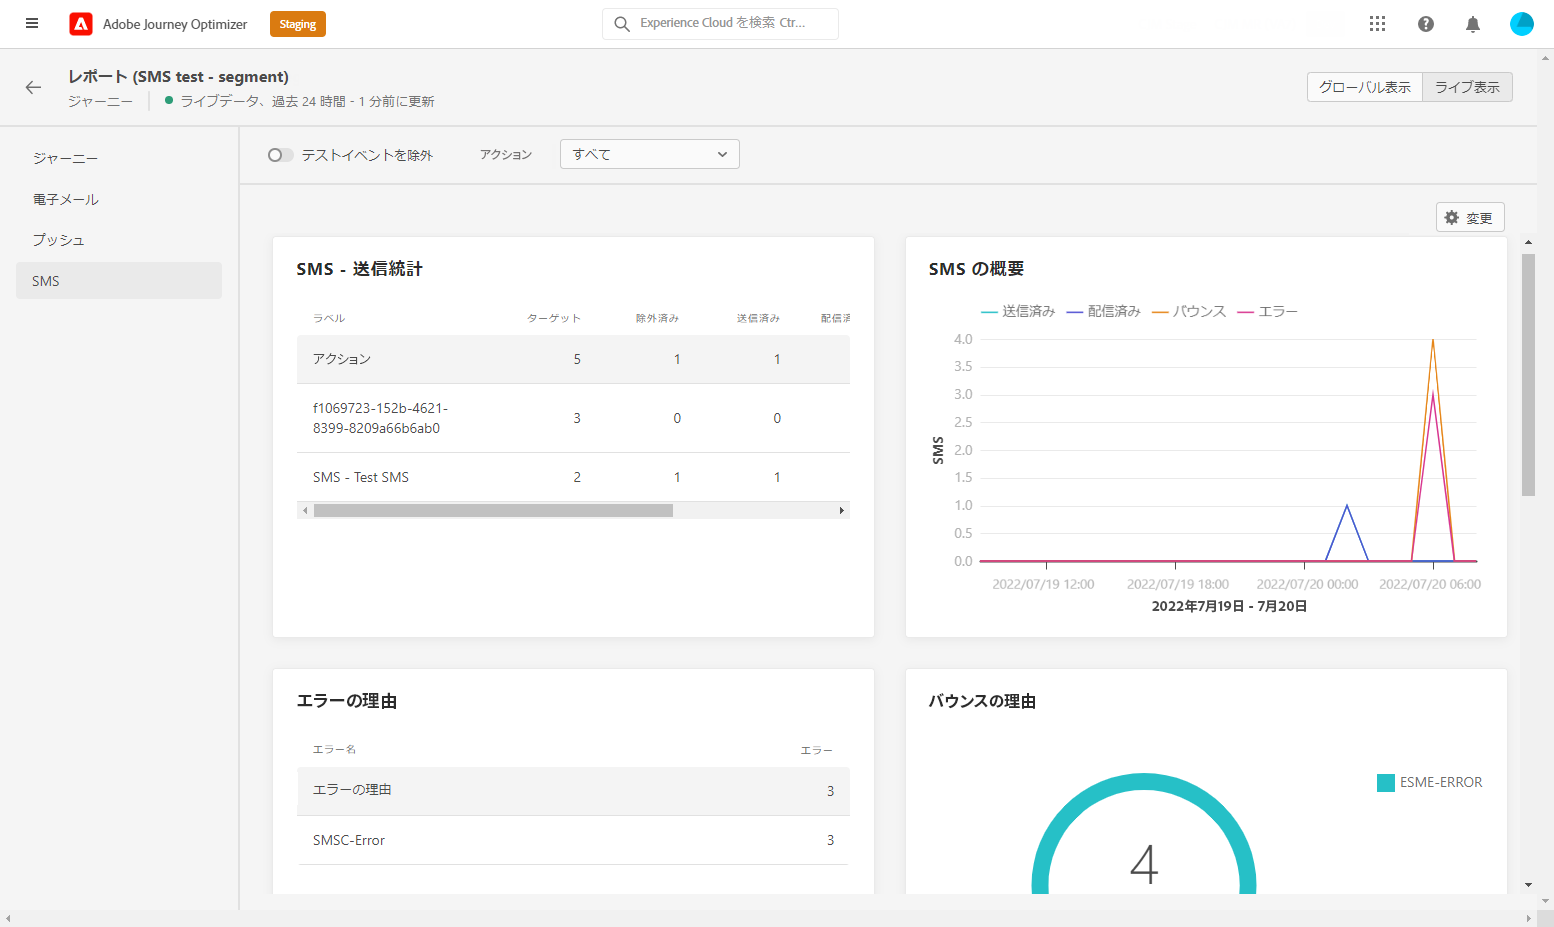 Adobe Journey Optimizer
Staging
Experience Cloud を検索 Ctr...
レポート (SMS test - segment)
ジャーニー
ライブデータ、過去 24 時間 - 1 分前に更新
グローバル表示
ライブ表示
ジャーニー
電子メール
プッシュ
SMS
テストイベントを除外
アクション
すべて
変更
SMS - 送信統計
ラベル ターゲット 除外済み 送信済み 配信済
アクション 5 1 1
f1069723-152b-4621-
8399-8209a66b6ab0
3 0 0
SMS - Test SMS 2 1 1
SMS の概要
送信済み 配信済み バウンス エラー
4.0
3.5
3.0
2.5
2.0
1.5
1.0
0.5
0.0
SMS
2022/07/19 12:00 2022/07/19 18:00 2022/07/20 00:00 2022/07/20 06:00
2022年7月19日 - 7月20日
エラーの理由
エラー名 エラー
エラーの理由 3
SMSC-Error 3
バウンスの理由
ESME-ERROR
4